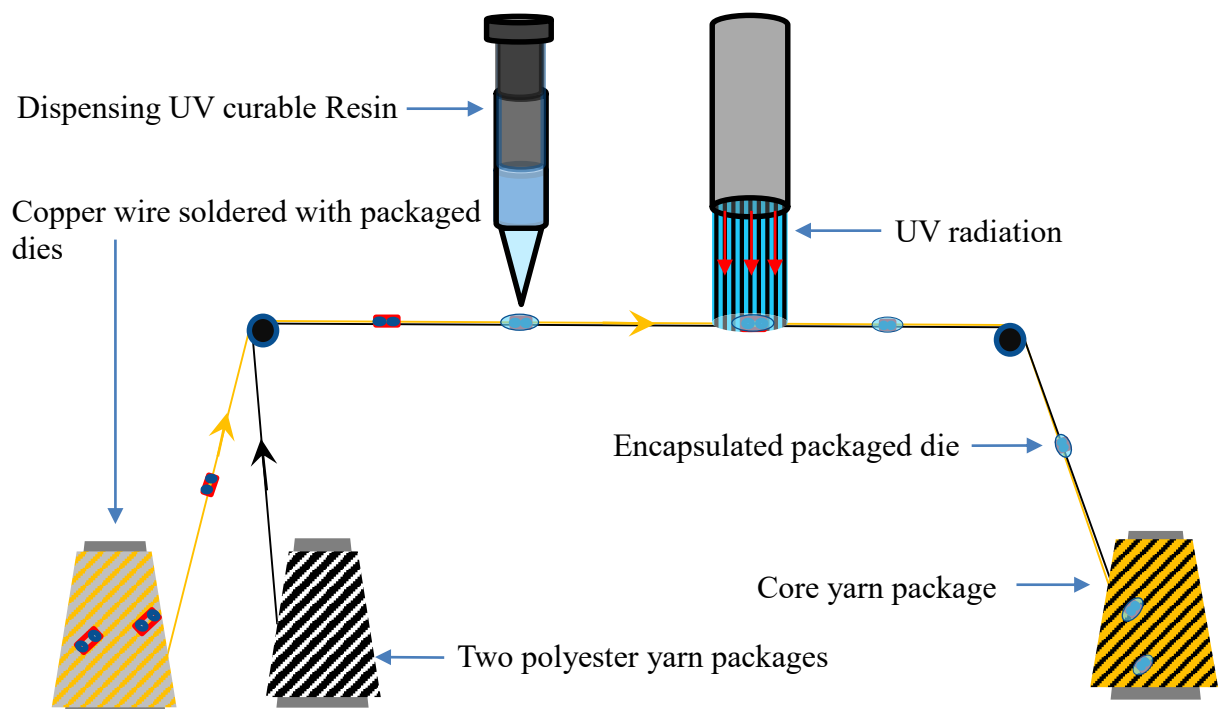 Dispensing UV curable Resin
Copper wire soldered with packaged
dies
UV radiation
Encapsulated packaged die
Core yarn package
Two polyester yarn packages